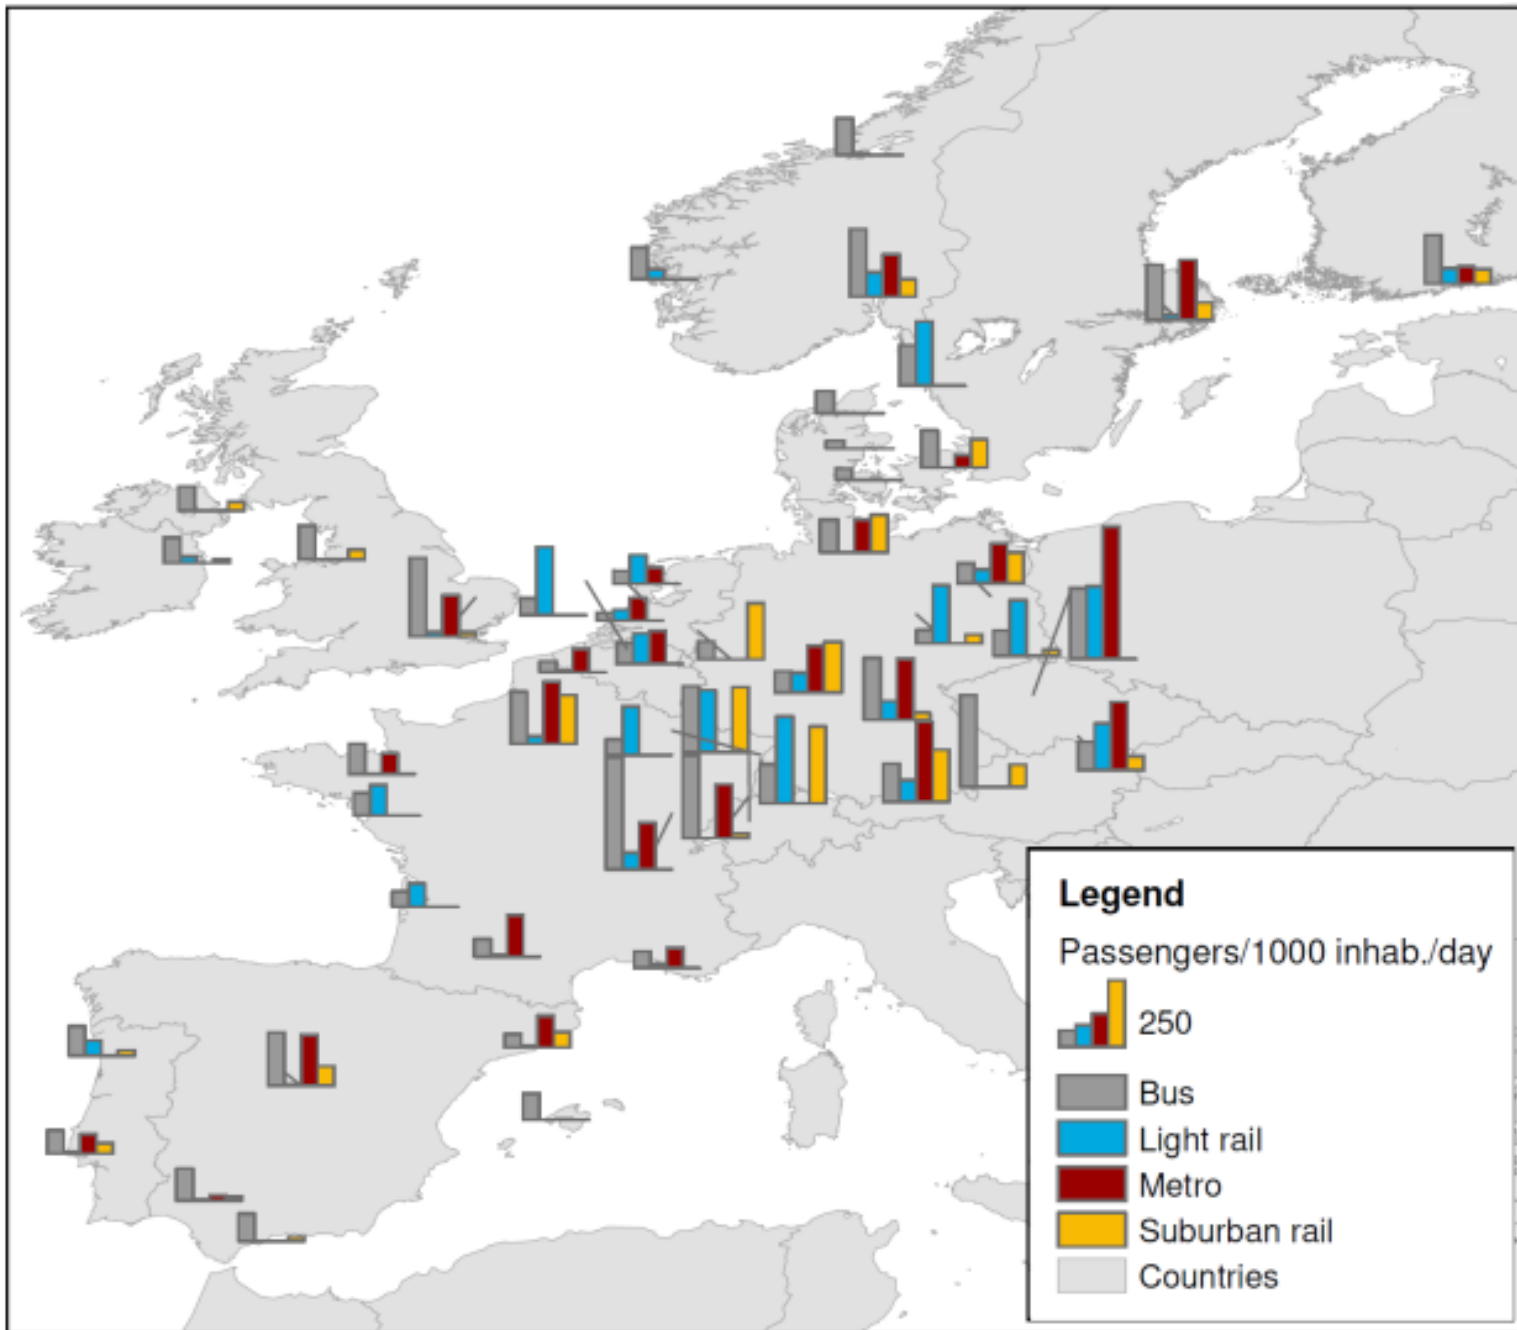 Legend
Passengers/1000 inhab./day
250
Bus
Light rail
Metro
Suburban rail
Countries